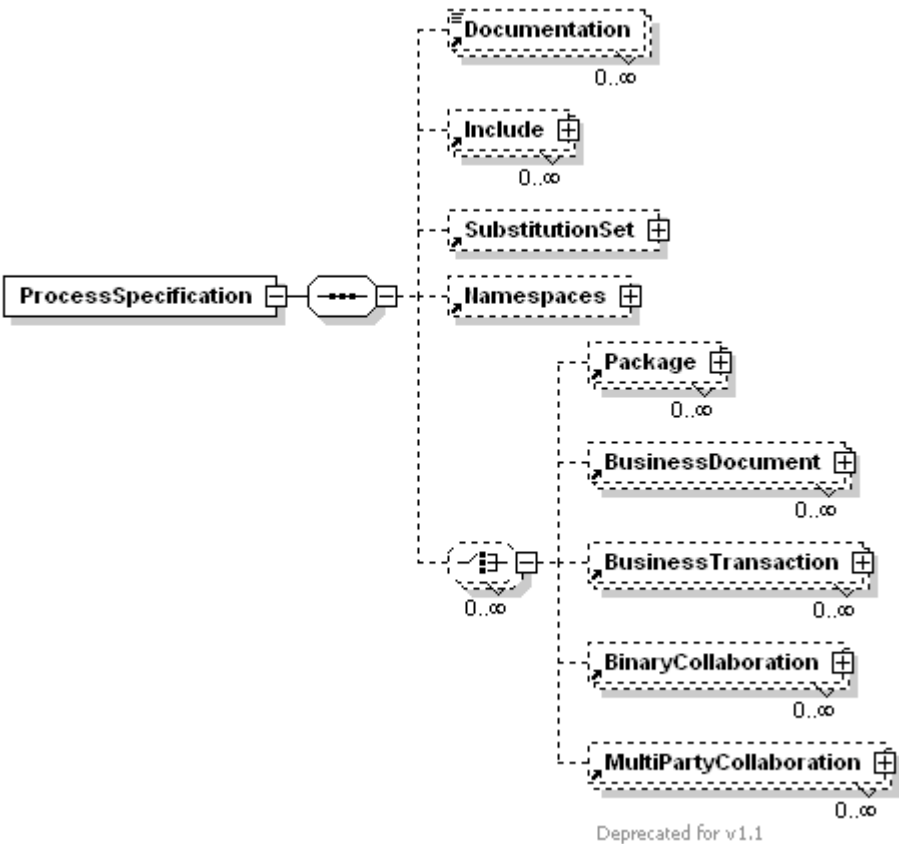 Documentation
0..∞
Include
0..∞
SubstitutionSet
ProcessSpecification
Namespaces
Package
0..∞
BusinessDocument
0..∞
BusinessTransaction
0..∞
0..∞
BinaryCollaboration
0..∞
MultiPartyCollaboration
0..∞
Deprecated for v1.1